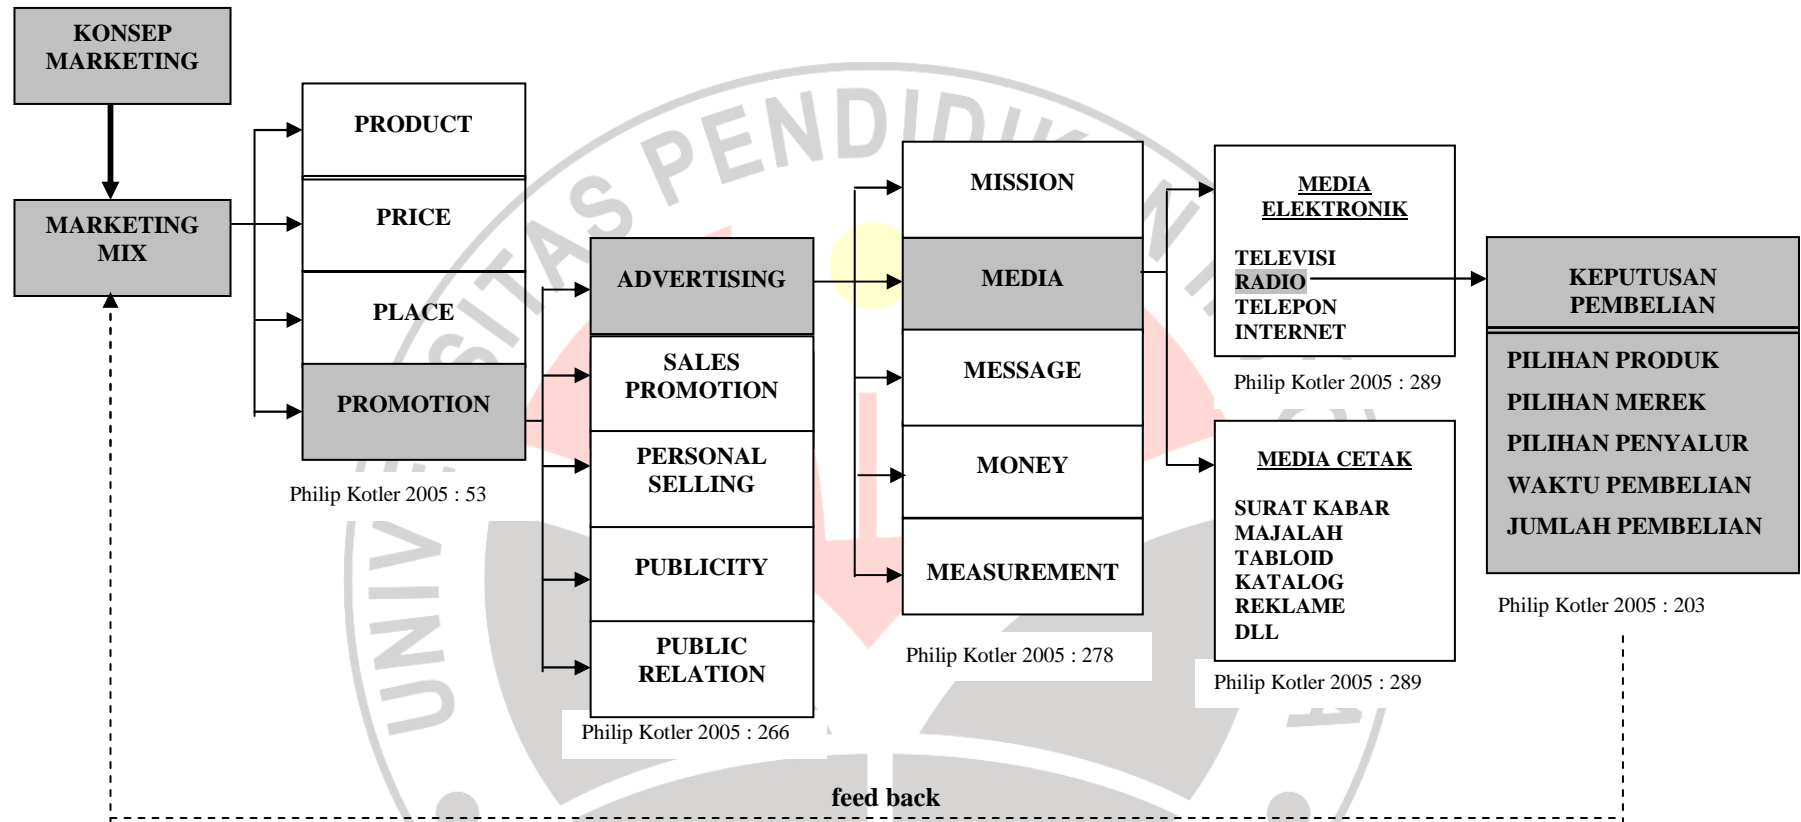 KONSEP
MARKETING
MARKETING
MIX
PRODUCT
PRICE
PLACE
PROMOTION
Philip Kotler 2005 : 53
ADVERTISING
SALES
PROMOTION
PERSONAL
SELLING
PUBLICITY
PUBLIC
RELATION
Philip Kotler 2005 : 266
MISSION
MEDIA
MESSAGE
MONEY
MEASUREMENT
Philip Kotler 2005 : 278
MEDIA
ELEKTRONIK
TELEVISI
RADIO
TELEPON
INTERNET
Philip Kotler 2005 : 289
MEDIA CETAK
SURAT KABAR
MAJALAH
TABLOID
KATALOG
REKLAME
DLL
Philip Kotler 2005 : 289
KEPUTUSAN
PEMBELIAN
PILIHAN PRODUK
PILIHAN MEREK
PILIHAN PENYALUR
WAKTU PEMBELIAN
JUMLAH PEMBELIAN
Philip Kotler 2005 : 203
feed back